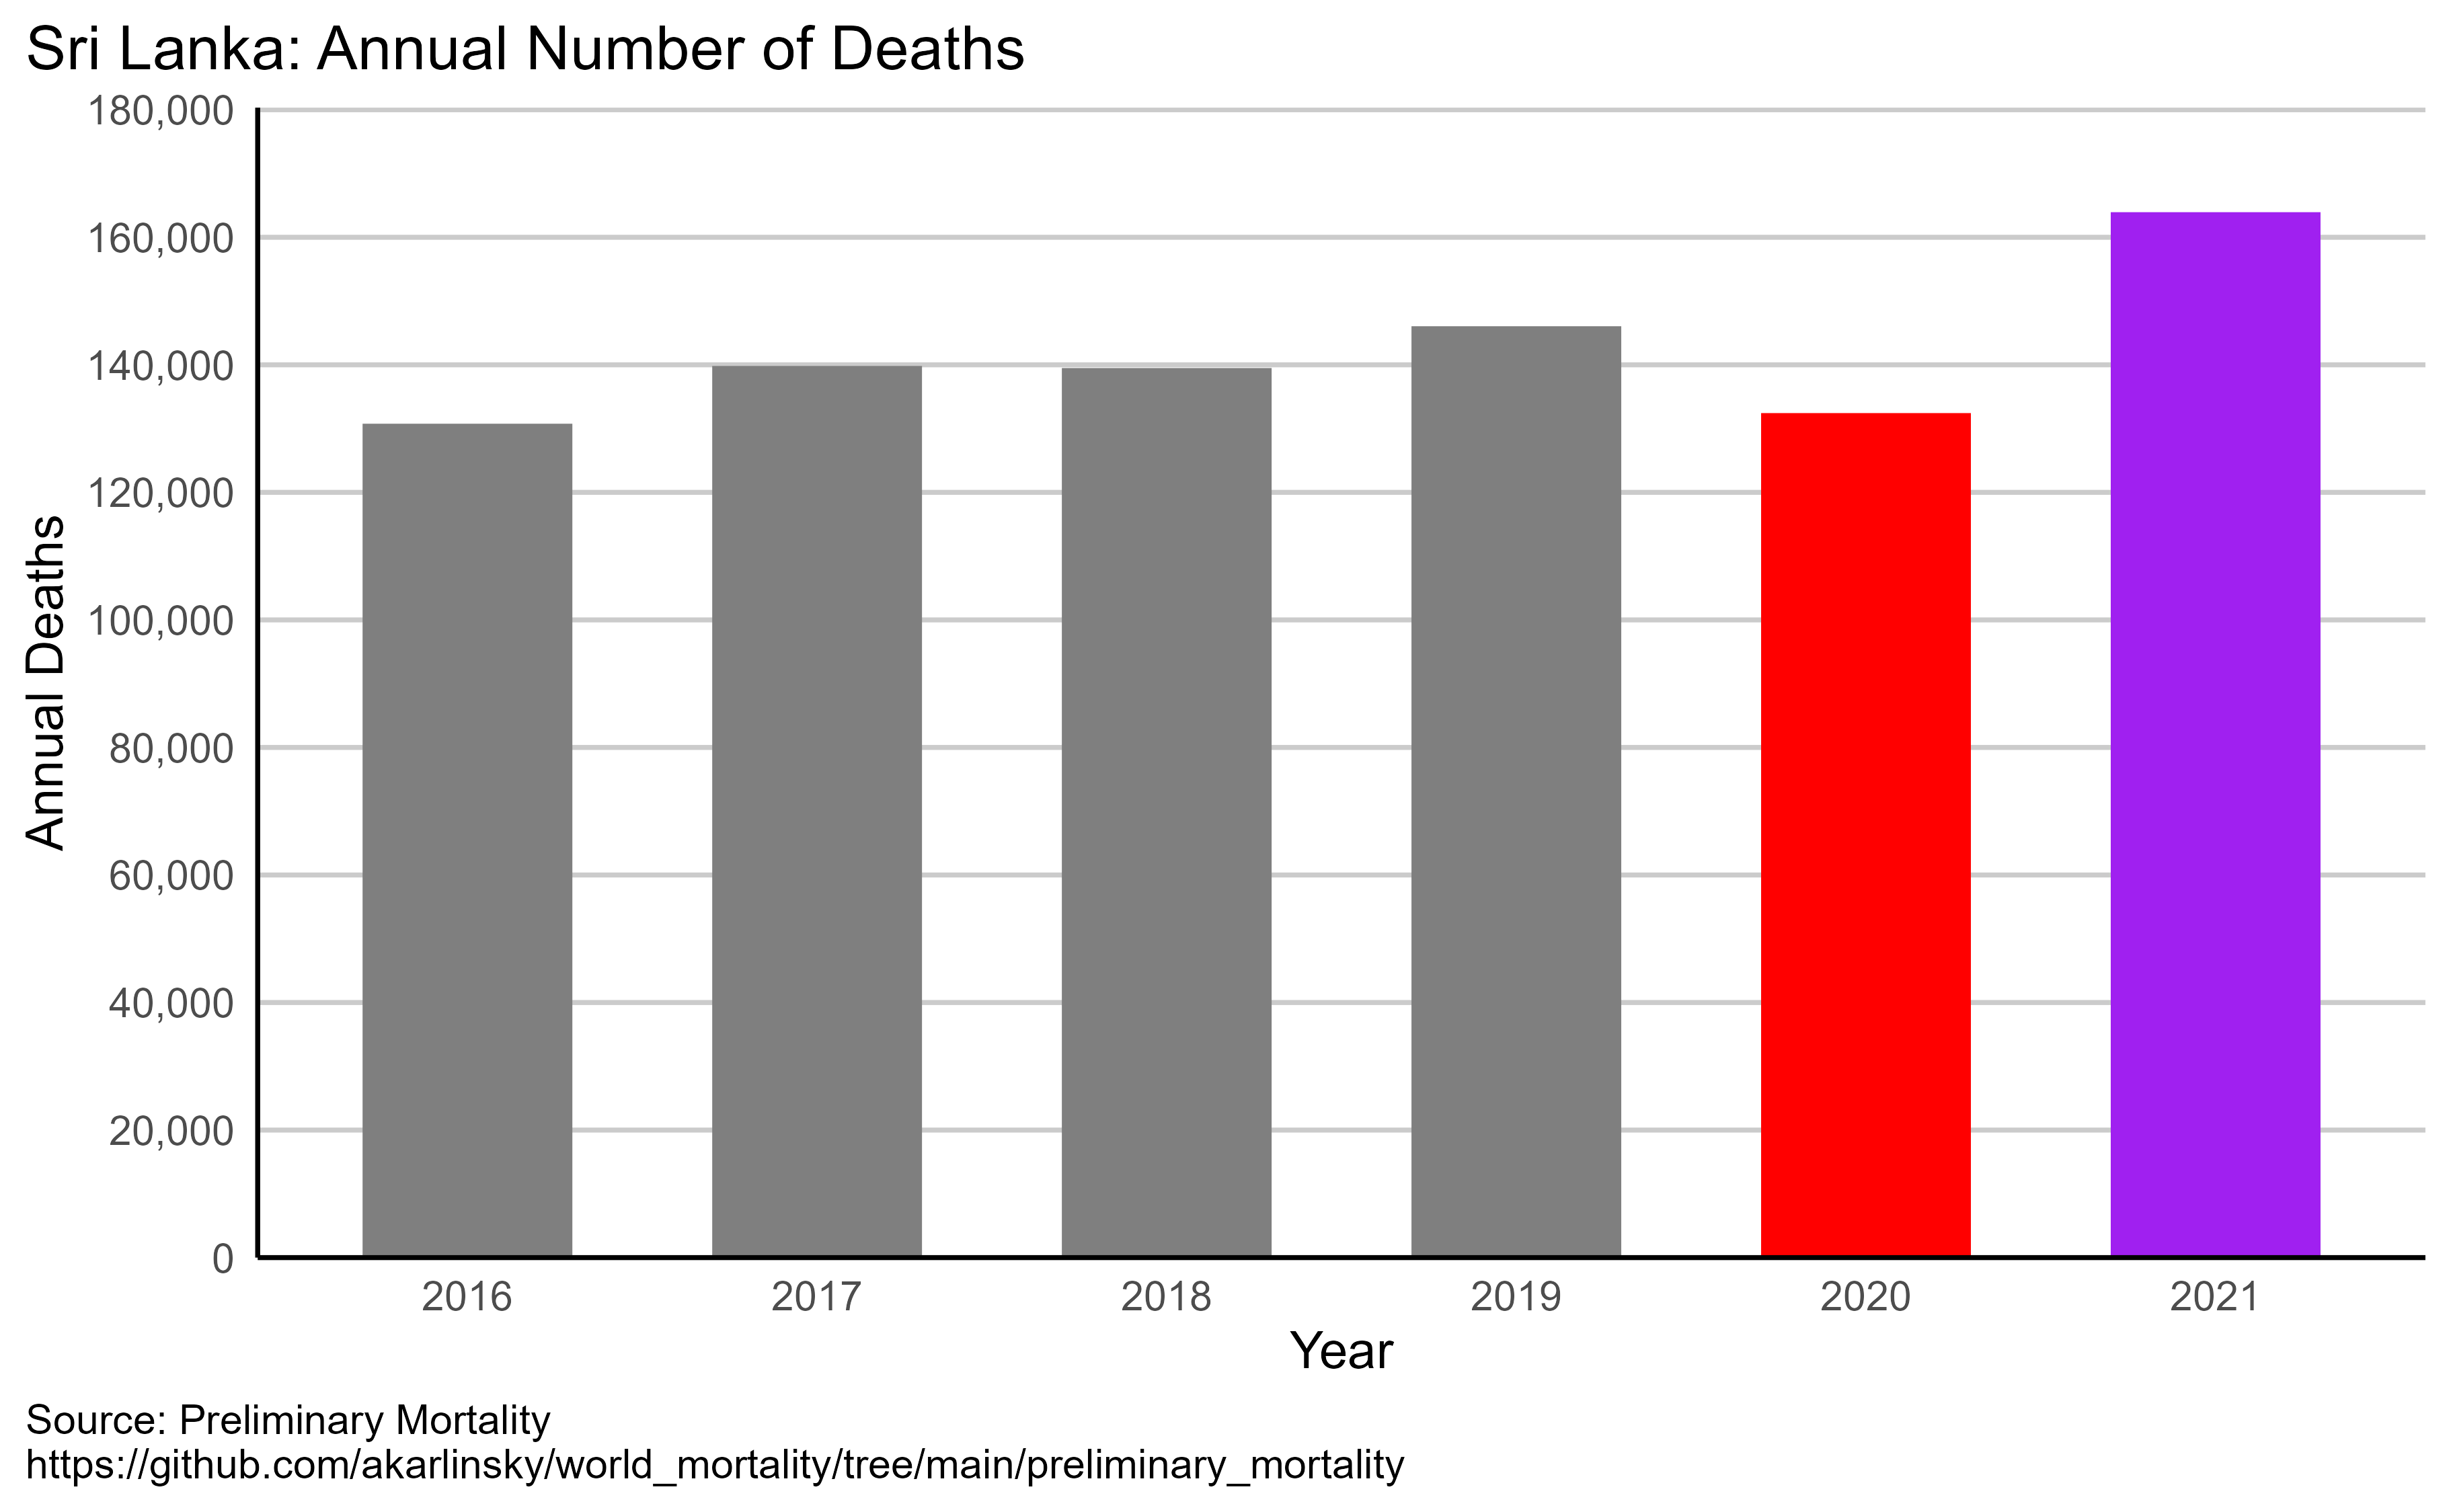 Sri Lanka: Annual Number of Deaths
180,000
160,000
140,000
120,000
100,000
80,000
60,000
40,000
20,000
0
Annual Deaths
2016 2017 2018 2019 2020 2021
Year
Source: Preliminary Mortality
https://github.com/akarlinsky/world_mortality/tree/main/preliminary_mortality